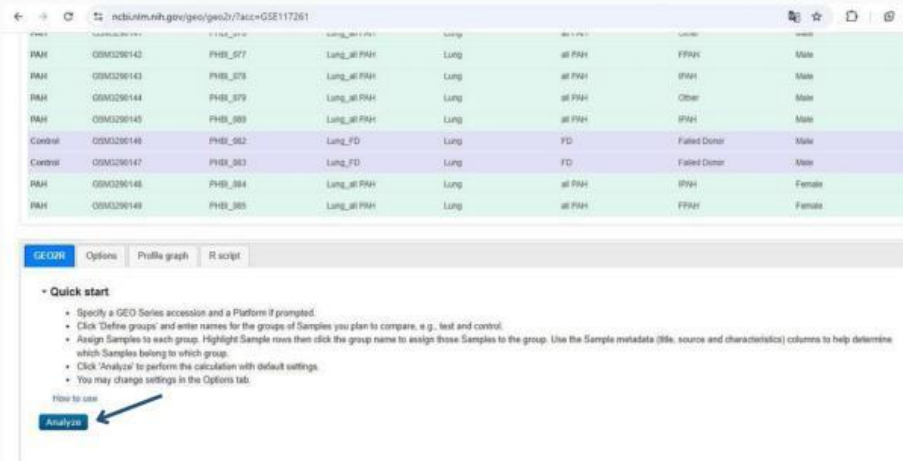 ncbi.nlm.nih.gov/geo/geo2r/?acc=GSE117261
PAH GSM3290142 PHBI_077 Lung_all PAH Lung all PAH FPAH Male
PAH GSM3290143 PHBI_078 Lung_all PAH Lung all PAH IPAH Male
PAH GSM3290144 PHBI_079 Lung_all PAH Lung all PAH Other Male
PAH GSM3290145 PHBI_080 Lung_all PAH Lung all PAH IPAH Male
Control GSM3290146 PHBI_082 Lung_FD Lung FD Failed Donor Male
Control GSM3290147 PHBI_083 Lung_FD Lung FD Failed Donor Male
PAH GSM3290148 PHBI_084 Lung_all PAH Lung all PAH IPAH Female
PAH GSM3290149 PHBI_085 Lung_all PAH Lung all PAH FPAH Female
GEO2R Options Profile graph R script
Quick start
Specify a GEO Series accession and a Platform if prompted.
Click 'Define groups' and enter names for the groups of Samples you plan to compare, e.g., test and control.
Assign Samples to each group. Highlight Sample rows then click the group name to assign those Samples to the group. Use the Sample metadata (title, source and characteristics) columns to help determine
which Samples belong to which group.
Click 'Analyze' to perform the calculation with default settings.
You may change settings in the Options tab.
How to use
Analyze